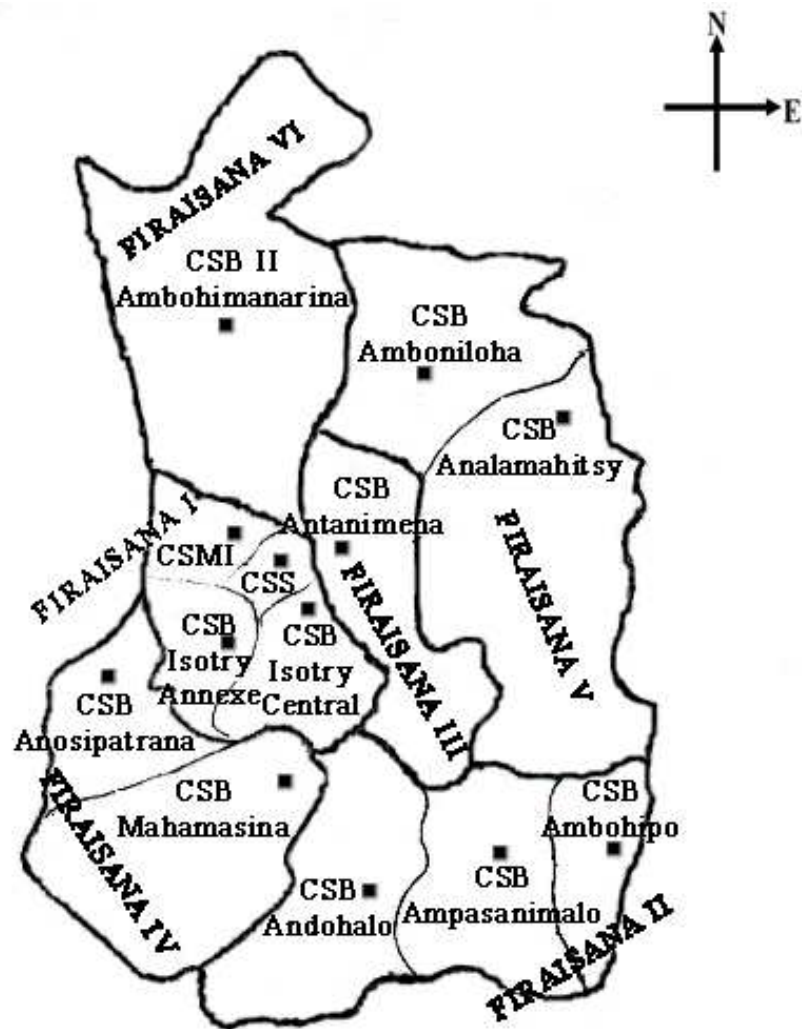 N
E
FIRAISANA VI
CSB II
Ambohimanarina
CSB
Amboniloha
CSB
Analamahitsy
CSB
Antanimena
FIRAISANA I
CSMI
CSS
FIRAISANA III
FIRAISANA V
CSB
Isotry
Annexe
CSB
Isotry
Central
CSB
Anosipatrana
CSB
Mahamasina
FIRAISANA IV
CSB
Andohalo
CSB
Ampasanimalo
CSB
Ambohipo
FIRAISANA II